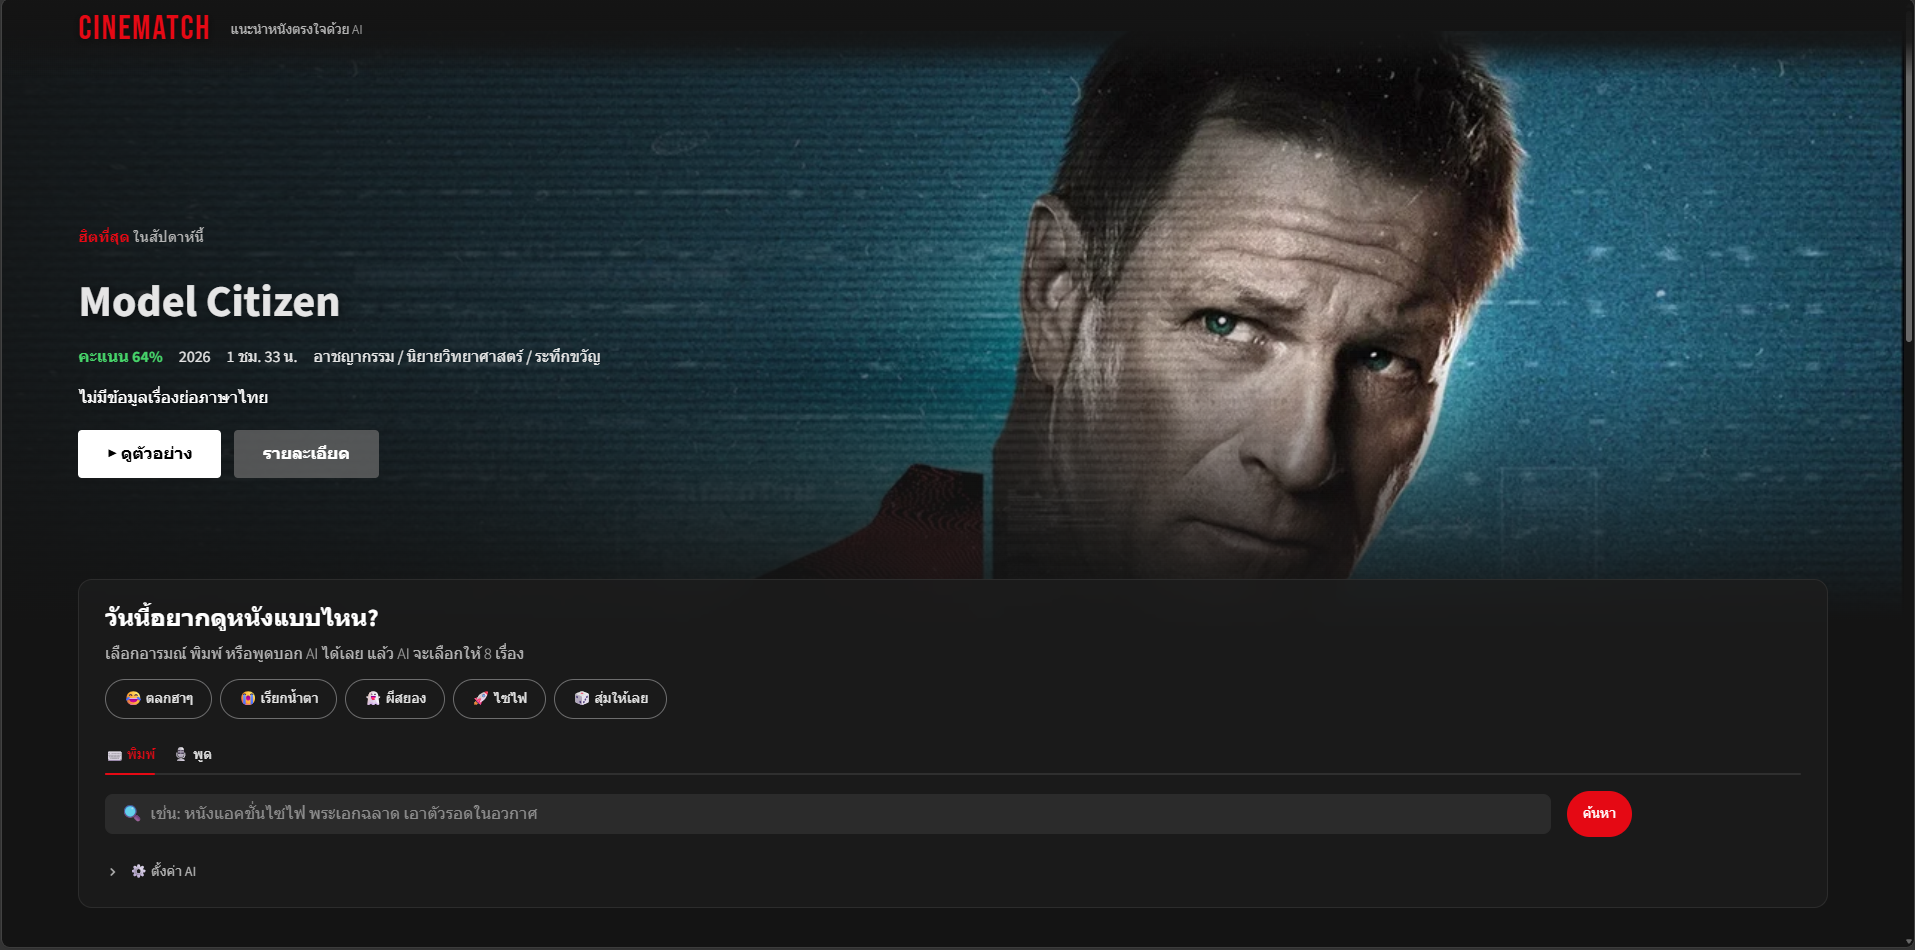 CINEMATCH
แนะนำหนังตรงใจด้วย AI
ฮิตที่สุด ในสัปดาห์นี้
Model Citizen
คะแนน 64% 2026 1 ชม. 33 น. อาชญากรรม / นิยายวิทยาศาสตร์ / ระทึกขวัญ
ไม่มีข้อมูลเรื่องย่อภาษาไทย
▶ ดูตัวอย่าง
รายละเอียด
วันนี้อยากดูหนังแบบไหน?
เลือกอารมณ์ พิมพ์ หรือพูดบอก AI ได้เลย แล้ว AI จะเลือกให้ 8 เรื่อง
😄 ตลกฮาๆ
😭 เรียกน้ำตา
👻 ผีสยอง
🚀 ไซไฟ
🎲 สุ่มให้เลย
⌨️ พิมพ์
🎙️ พูด
🔍 เช่น: หนังแอคชั่นไซไฟ พระเอกฉลาด เอาตัวรอดในอวกาศ
ค้นหา
⚙️ ตั้งค่า AI